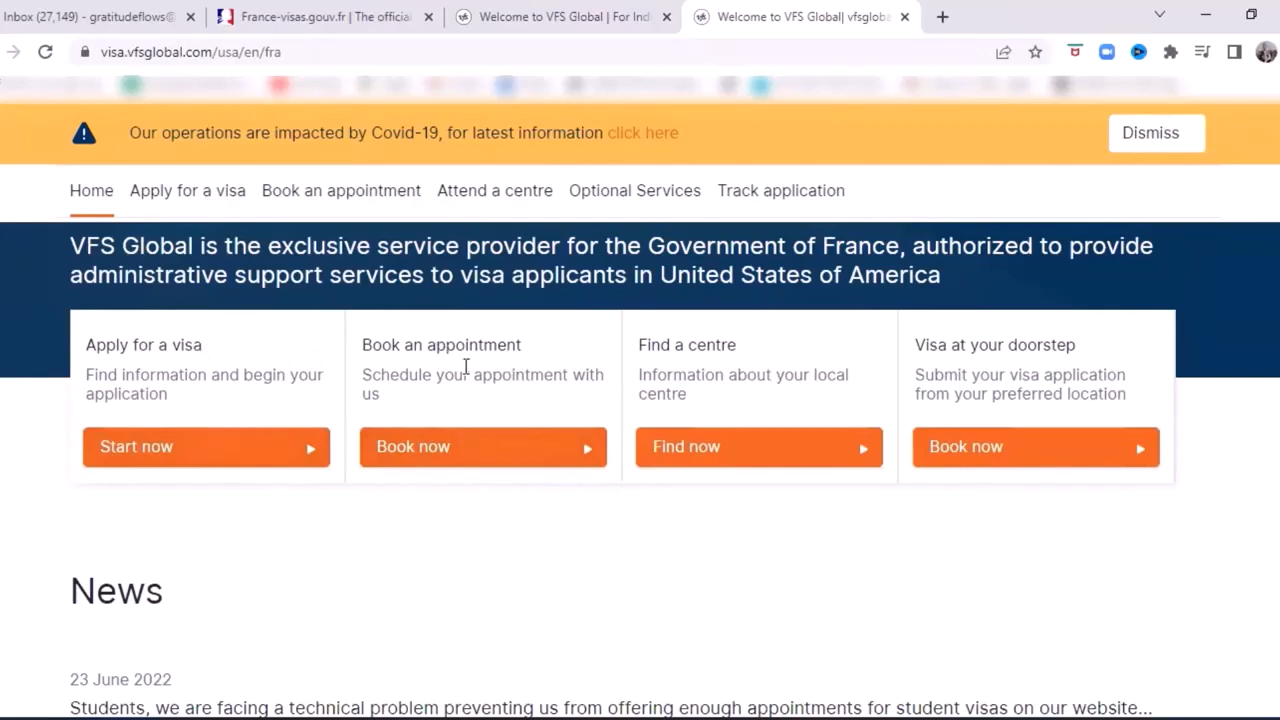 Inbox (27,149) - gratitudeflows@
France-visas.gouv.fr | The official
Welcome to VFS Global | For Indi
Welcome to VFS Global| vfsgloba
visa.vfsglobal.com/usa/en/fra
Our operations are impacted by Covid-19, for latest information click here
Dismiss
Home Apply for a visa Book an appointment Attend a centre Optional Services Track application
VFS Global is the exclusive service provider for the Government of France, authorized to provide
administrative support services to visa applicants in United States of America
Apply for a visa
Find information and begin your
application
Start now
Book an appointment
Schedule your appointment with
us
Book now
Find a centre
Information about your local
centre
Find now
Visa at your doorstep
Submit your visa application
from your preferred location
Book now
News
23 June 2022
Students, we are facing a technical problem preventing us from offering enough appointments for student visas on our website...